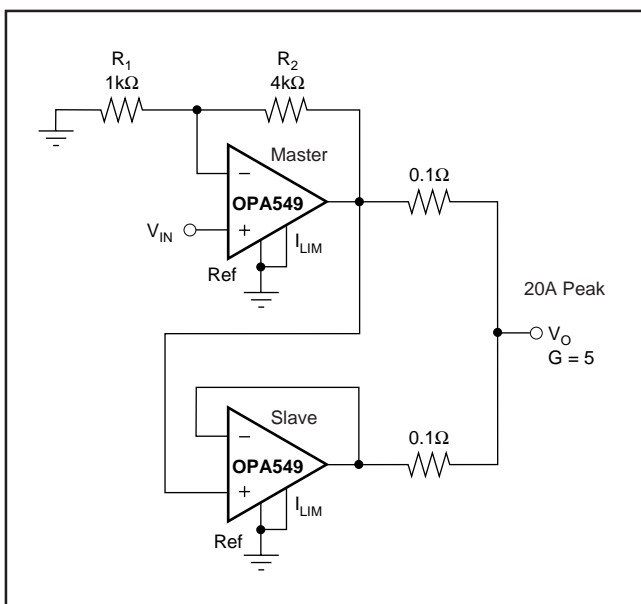 R1
1kΩ
R2
4kΩ
Master
−
OPA549
+
VIN
ILIM
Ref
0.1Ω
20A Peak
VO
G = 5
Slave
−
OPA549
+
ILIM
Ref
0.1Ω